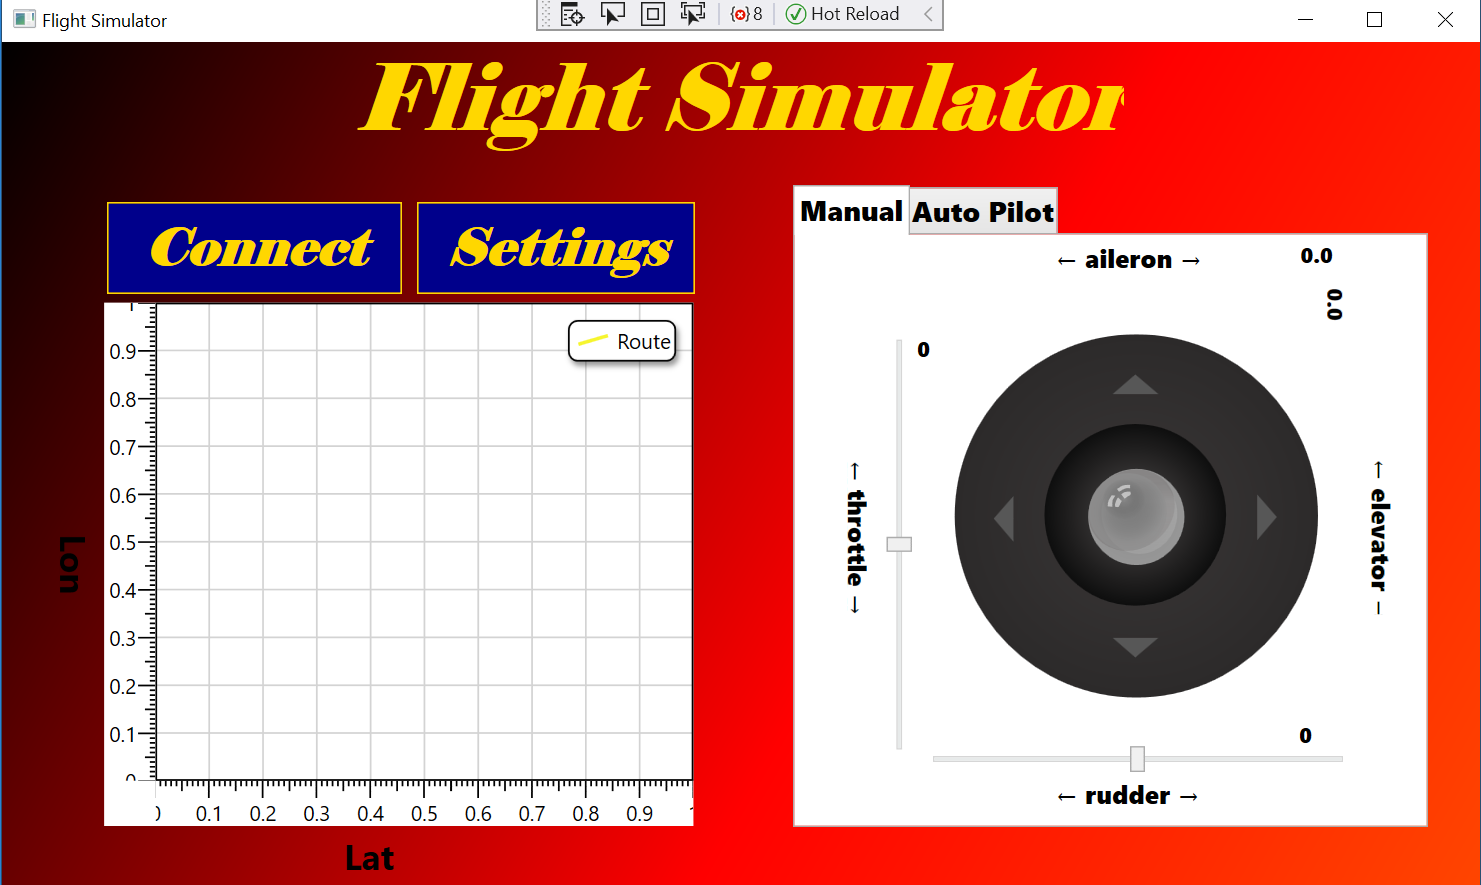 Flight Simulator
8 Hot Reload
Flight Simulator
Connect Settings
Route
1
0.9
0.8
0.7
0.6
0.5
0.4
0.3
0.2
0.1
0
0 0.1 0.2 0.3 0.4 0.5 0.6 0.7 0.8 0.9 1
Lon
Lat
Manual Auto Pilot
← aileron → 0.0
0.0
0
← throttle →
← elevator –
0
← rudder →